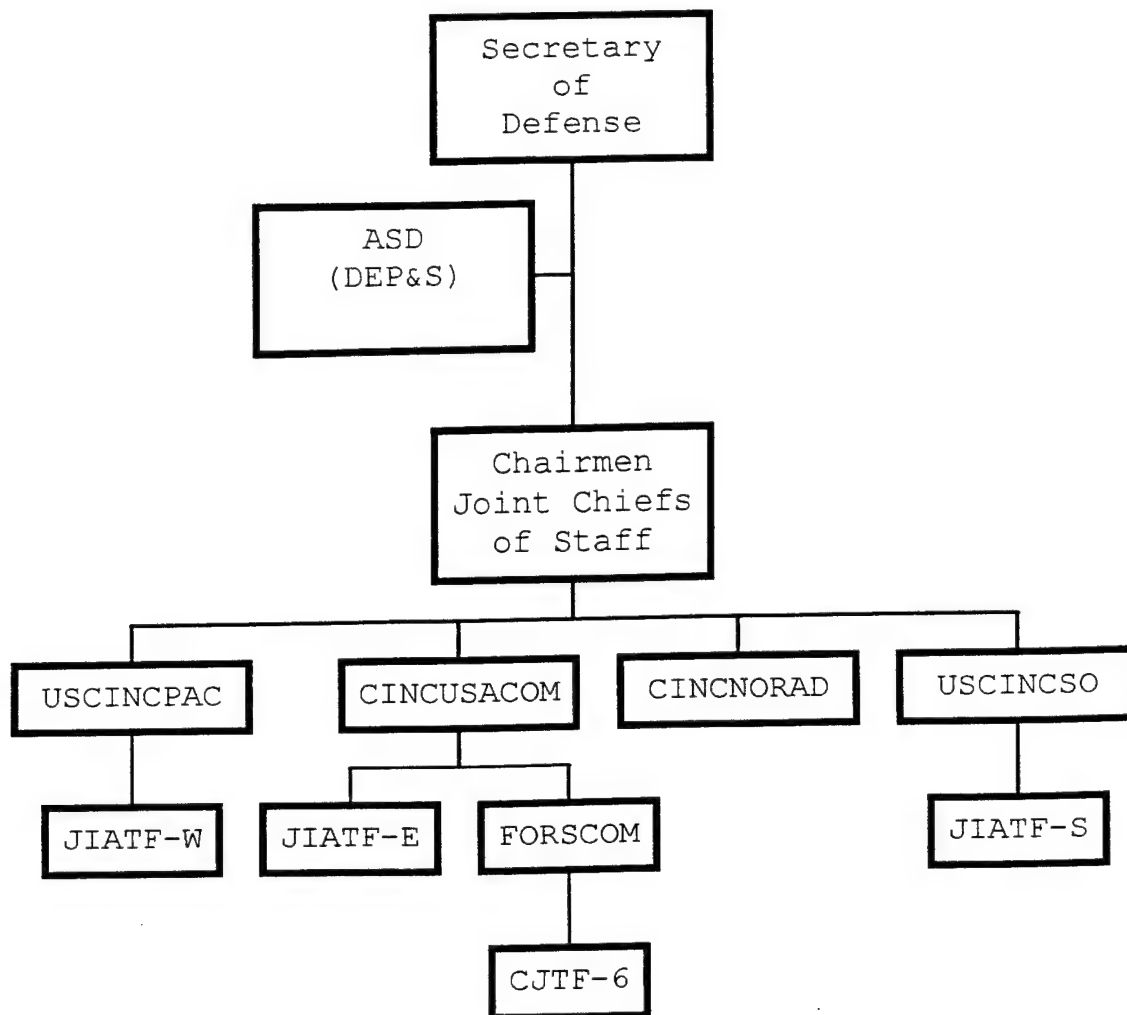 Secretary
of
Defense
ASD
(DEP&S)
Chairmen
Joint Chiefs
of Staff
USCINCPAC
CINCUSACOM
CINCNORAD
USCINCSO
JIATF-W
JIATF-E
FORSCOM
JIATF-S
CJTF-6